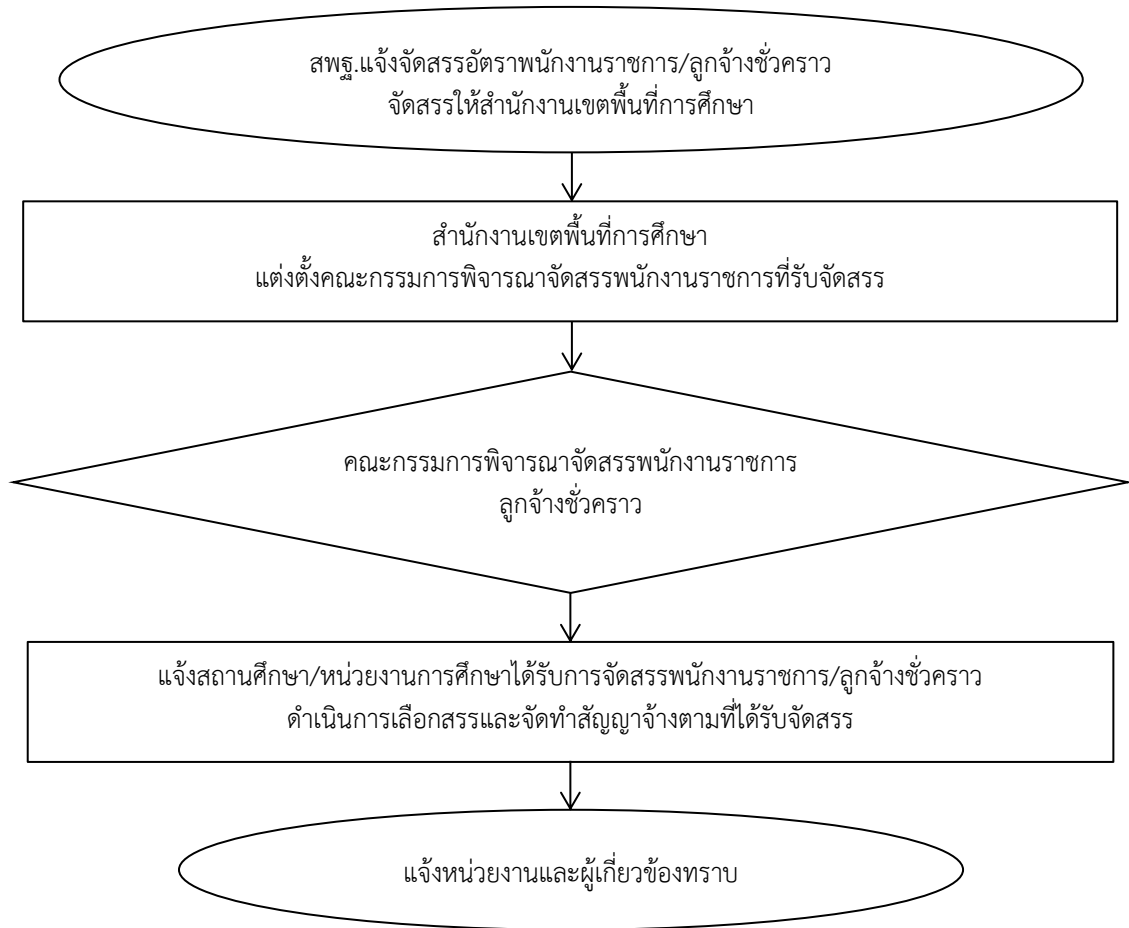 สพฐ.แจ้งจัดสรรอัตราพนักงานราชการ/ลูกจ้างชั่วคราว
จัดสรรให้สำนักงานเขตพื้นที่การศึกษา
สำนักงานเขตพื้นที่การศึกษา
แต่งตั้งคณะกรรมการพิจารณาจัดสรรพนักงานราชการที่รับจัดสรร
คณะกรรมการพิจารณาจัดสรรพนักงานราชการ
ลูกจ้างชั่วคราว
แจ้งสถานศึกษา/หน่วยงานการศึกษาได้รับการจัดสรรพนักงานราชการ/ลูกจ้างชั่วคราว
ดำเนินการเลือกสรรและจัดทำสัญญาจ้างตามที่ได้รับจัดสรร
แจ้งหน่วยงานและผู้เกี่ยวข้องทราบ